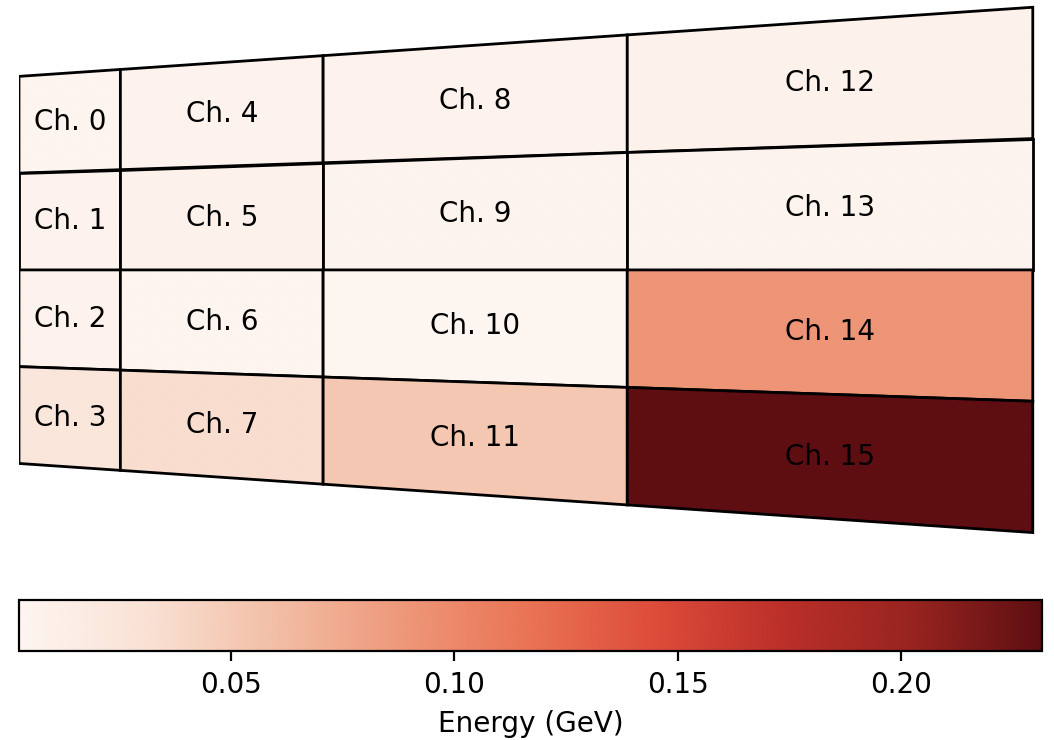 Ch. 0
Ch. 4
Ch. 8
Ch. 12
Ch. 1
Ch. 5
Ch. 9
Ch. 13
Ch. 2
Ch. 6
Ch. 10
Ch. 14
Ch. 3
Ch. 7
Ch. 11
Ch. 15
0.05 0.10 0.15 0.20
Energy (GeV)